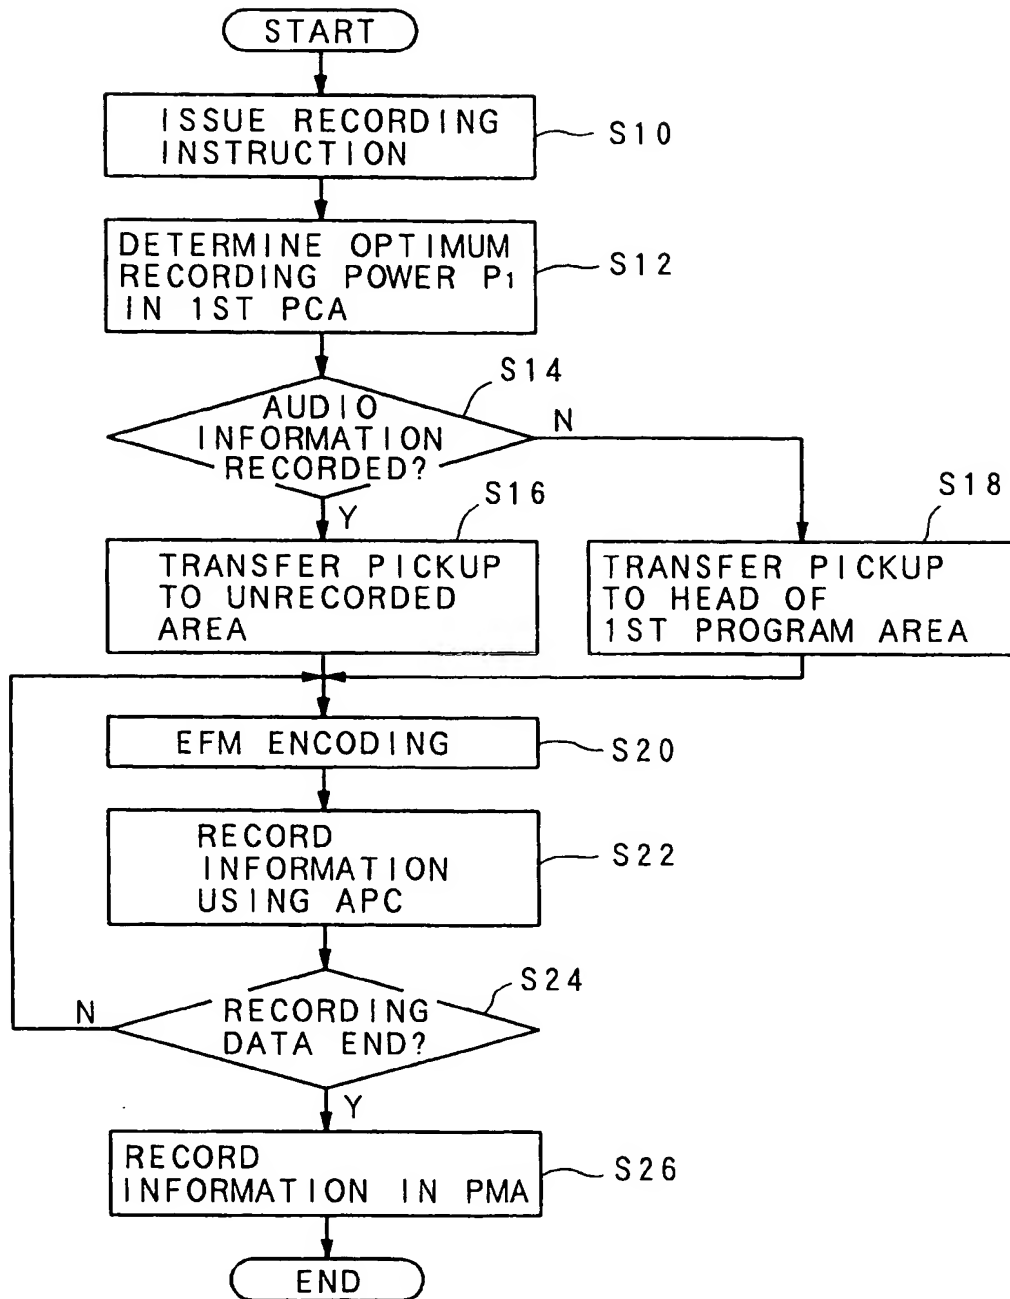 START
ISSUE RECORDING
INSTRUCTION
S10
DETERMINE OPTIMUM
RECORDING POWER P1
IN 1ST PCA
S12
S14
AUDIO
INFORMATION
RECORDED?
N
Y
S16
S18
TRANSFER PICKUP
TO UNRECORDED
AREA
TRANSFER PICKUP
TO HEAD OF
1ST PROGRAM AREA
EFM ENCODING
S20
RECORD
INFORMATION
USING APC
S22
S24
RECORDING
DATA END?
N
Y
RECORD
INFORMATION IN PMA
S26
END